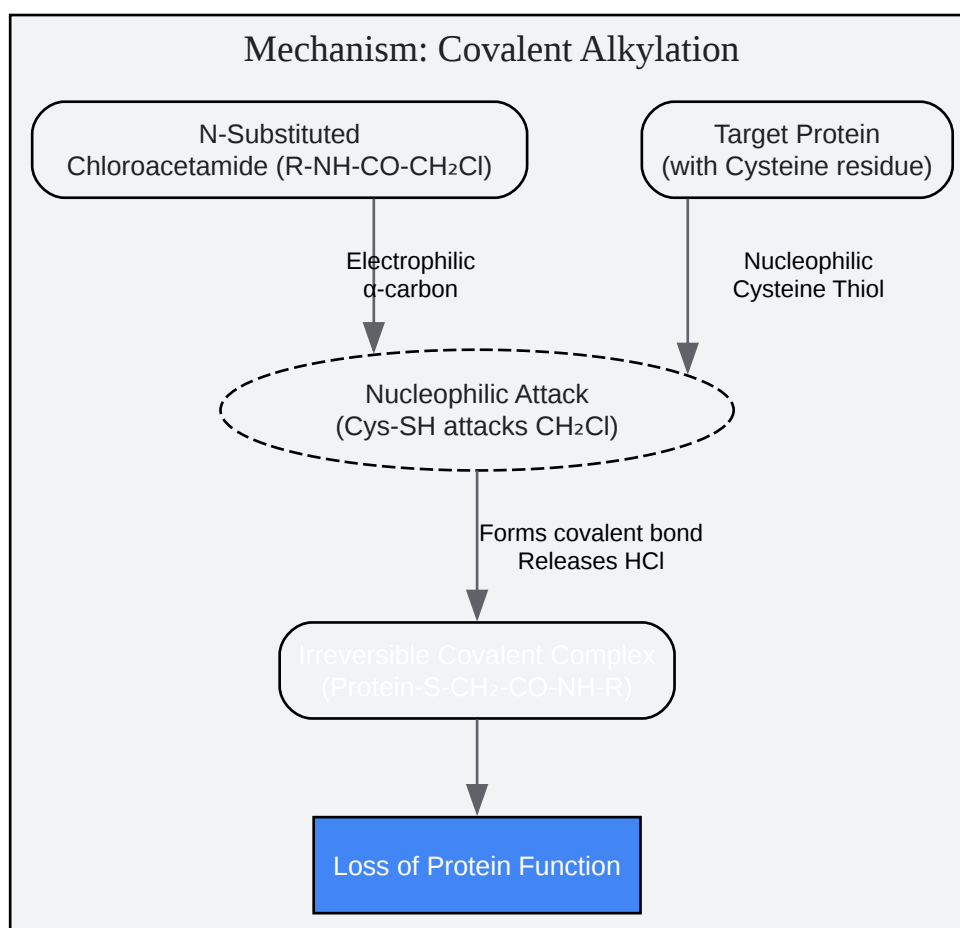 Mechanism: Covalent Alkylation
N-Substituted
Chloroacetamide (R-NH-CO-CH₂Cl)
Target Protein
(with Cysteine residue)
Electrophilic
α-carbon
Nucleophilic
Cysteine Thiol
Nucleophilic Attack
(Cys-SH attacks CH₂Cl)
Forms covalent bond
Releases HCl
Irreversible Covalent Complex
(Protein-S-CH₂-CO-NH-R)
Loss of Protein Function